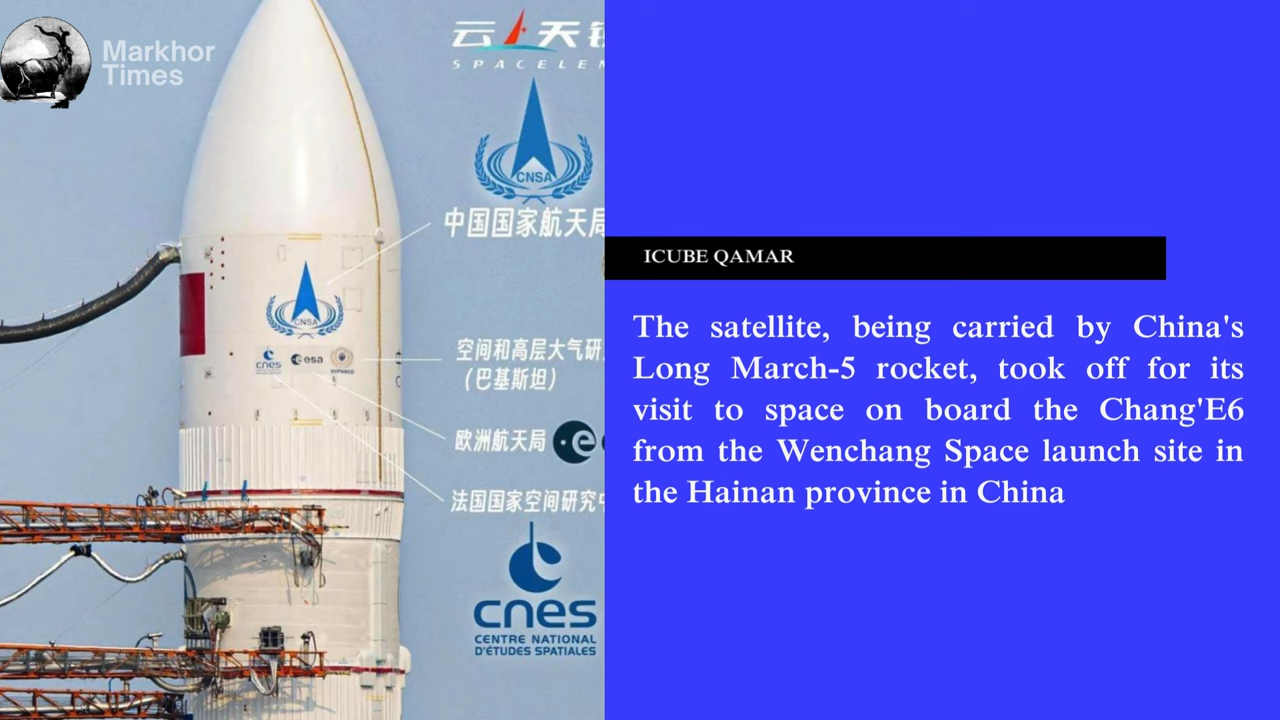 Markhor
Times
云天
SPACELEN
CNSA
中国国家航天局
CNSA
cnes
esa
SUPARCO
空间和高层大气研
(巴基斯坦)
欧洲航天局
法国国家空间研究中
cnes
CENTRE NATIONAL
D'ÉTUDES SPATIALES
ICUBE QAMAR
The satellite, being carried by China's
Long March-5 rocket, took off for its
visit to space on board the Chang'E6
from the Wenchang Space launch site in
the Hainan province in China